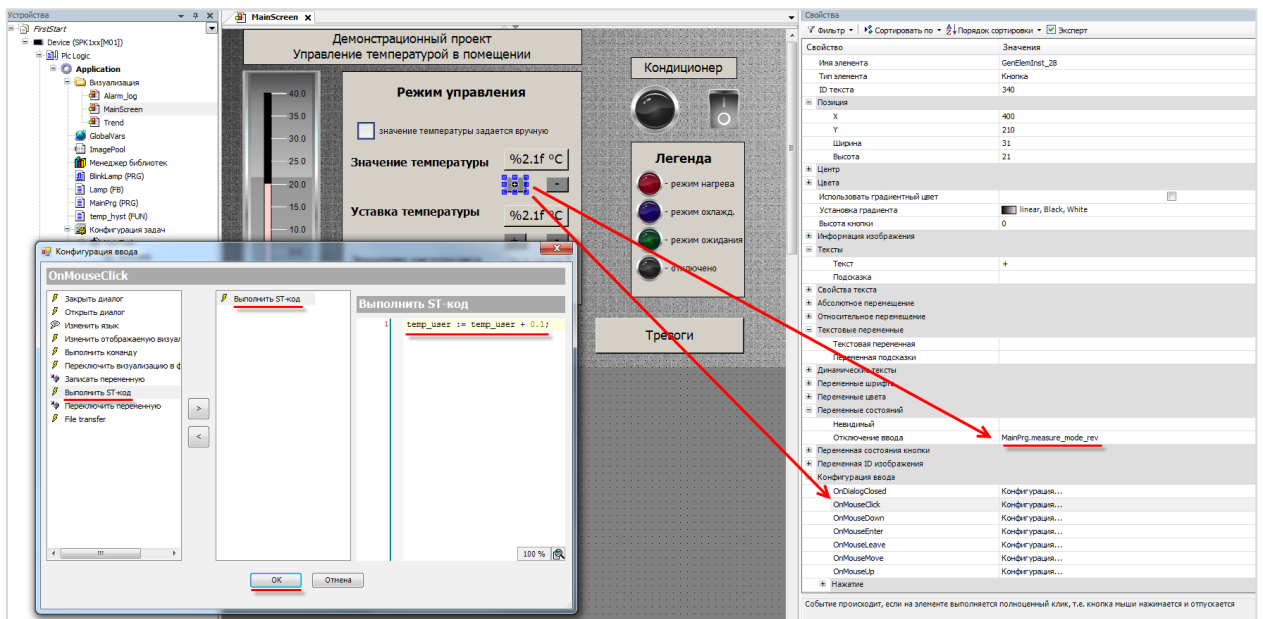 Устройства
FirstStart
Device (SPK1xx[M01])
Plc Logic
Application
Визуализация
Alarm_log
MainScreen
Trend
GlobalVars
ImagePool
Менеджер библиотек
BlinkLamp (PRG)
Lamp (FB)
MainPrg (PRG)
temp_hyst (FUN)
Конфигурация задач
MainScreen x
Демонстрационный проект
Управление температурой в помещении
40.0
35.0
30.0
25.0
20.0
15.0
10.0
Режим управления
значение температуры задается вручную
Значение температуры
%2.1f ºC
+ -
Уставка температуры
%2.1f ºC
Кондиционер
Легенда
- режим нагрева
- режим охлажд.
- режим ожидания
- отключено
Тревоги
Конфигурация ввода
OnMouseClick
Закрыть диалог
Открыть диалог
Изменить язык
Изменить отображаемую визуал
Выполнить команду
Переключить визуализацию в ф
Записать переменную
Выполнить ST-код
Переключить переменную
File transfer
>
<
Выполнить ST-код
Выполнить ST-код
1 temp_user := temp_user + 0.1;
100 %
OK Отмена
Свойства
Фильтр Сортировать по Порядок сортировки Эксперт
Свойство Значения
Имя элемента GenElemInst_28
Тип элемента Кнопка
ID текста 340
Позиция
X 400
Y 210
Ширина 31
Высота 21
Центр
Цвета
Использовать градиентный цвет
Установка градиента linear, Black, White
Высота кнопки 0
Информация изображения
Тексты
Текст +
Подсказка
Свойства текста
Абсолютное перемещение
Относительное перемещение
Текстовые переменные
Текстовая переменная
Переменная подсказки
Динамические тексты
Переменные шрифта
Переменные цвета
Переменные состояний
Невидимый
Отключение ввода MainPrg.measure_mode_rev
Переменная состояния кнопки
Переменная ID изображения
Конфигурация ввода
OnDialogClosed Конфигурация...
OnMouseClick Конфигурация...
OnMouseDown Конфигурация...
OnMouseEnter Конфигурация...
OnMouseLeave Конфигурация...
OnMouseMove Конфигурация...
OnMouseUp Конфигурация...
Нажатие
Событие происходит, если на элементе выполняется полноценный клик, т.е. кнопка мыши нажимается и отпускается